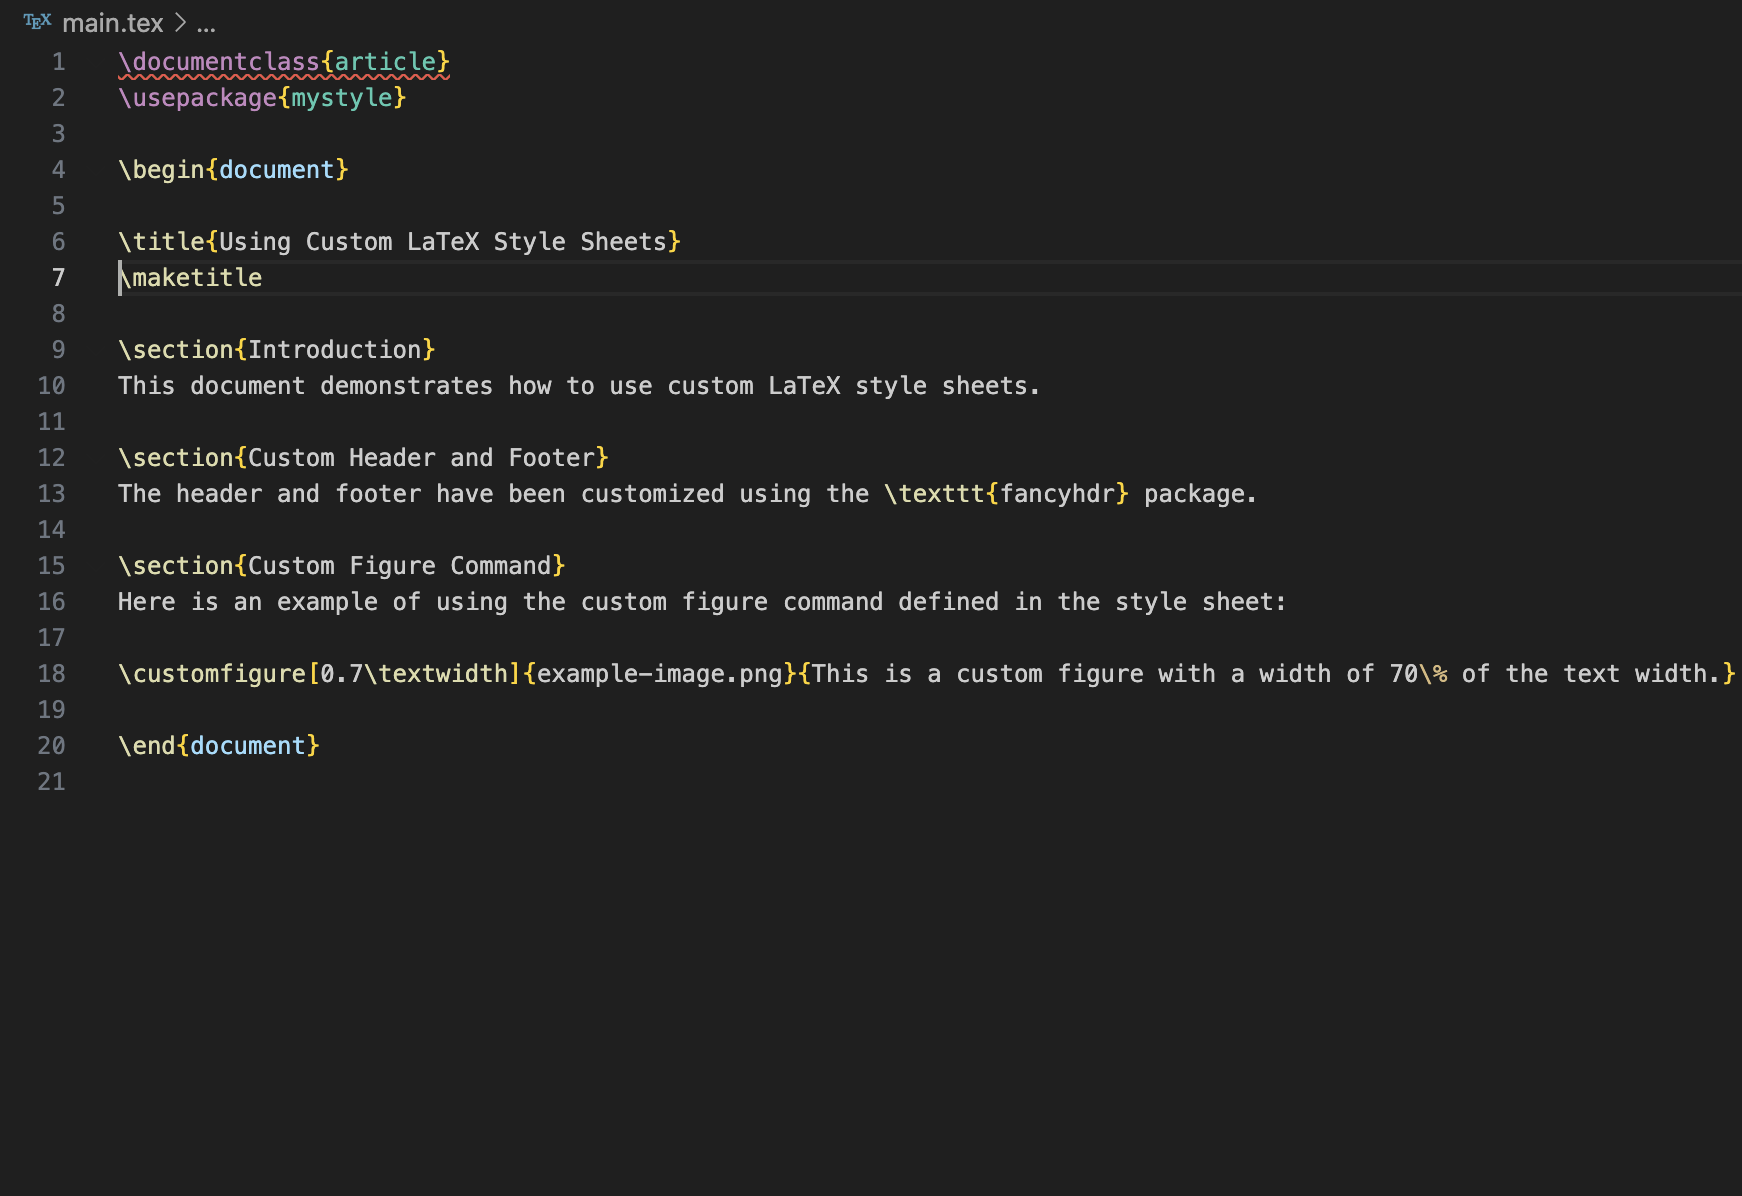 TEX main.tex > ...
1 \documentclass{article}
2 \usepackage{mystyle}
3
4 \begin{document}
5
6 \title{Using Custom LaTeX Style Sheets}
7 \maketitle
8
9 \section{Introduction}
10 This document demonstrates how to use custom LaTeX style sheets.
11
12 \section{Custom Header and Footer}
13 The header and footer have been customized using the \texttt{fancyhdr} package.
14
15 \section{Custom Figure Command}
16 Here is an example of using the custom figure command defined in the style sheet:
17
18 \customfigure[0.7\textwidth]{example-image.png}{This is a custom figure with a width of 70\% of the text width.}
19
20 \end{document}
21